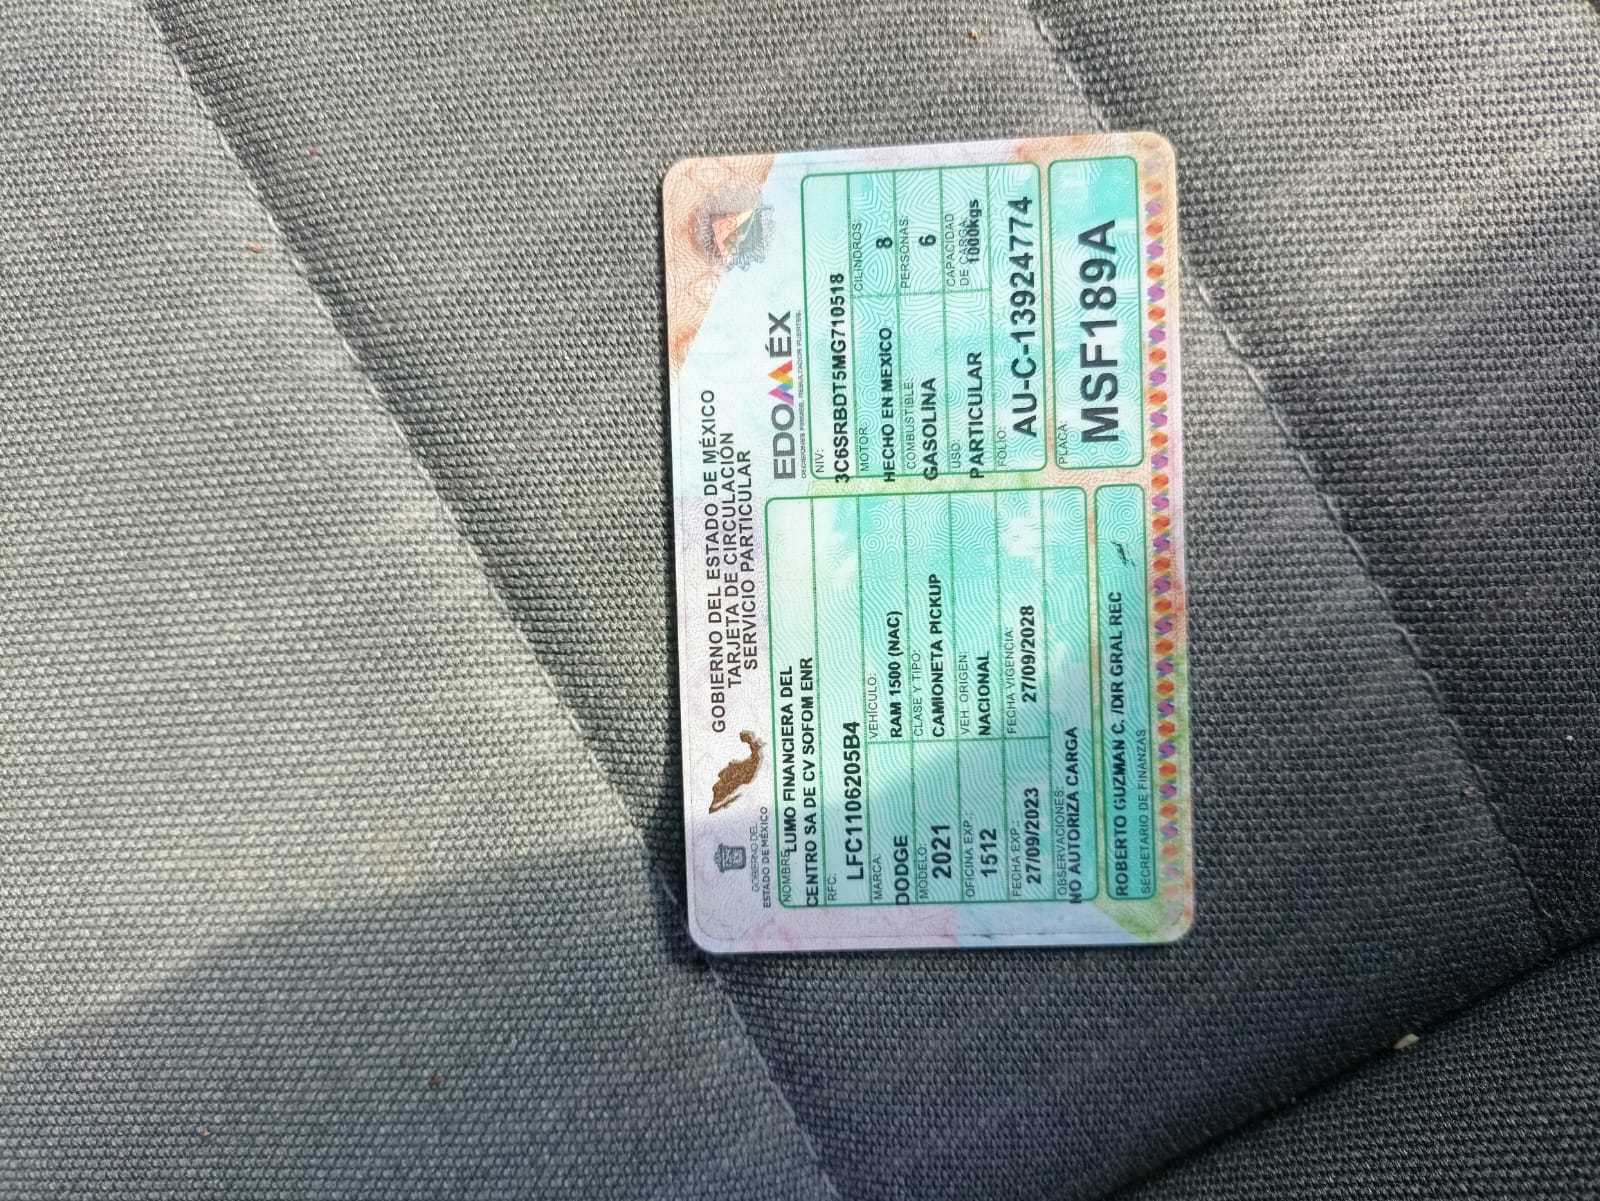 GOBIERNO DEL
ESTADO DE MÉXICO
GOBIERNO DEL ESTADO DE MÉXICO
TARJETA DE CIRCULACIÓN
SERVICIO PARTICULAR
EDOMÉX
DECISIONES FIRMES, RESULTADOS FUERTES.
NOMBRE: LUMO FINANCIERA DEL
CENTRO SA DE CV SOFOM ENR
RFC:
LFC1106205B4
MARCA: VEHÍCULO:
DODGE RAM 1500 (NAC)
MODELO: CLASE Y TIPO:
2021 CAMIONETA PICKUP
OFICINA EXP.: VEH. ORIGEN:
1512 NACIONAL
FECHA EXP.: FECHA VIGENCIA:
27/09/2023 27/09/2028
OBSERVACIONES:
NO AUTORIZA CARGA
ROBERTO GUZMAN C. /DIR GRAL REC
SECRETARIO DE FINANZAS
NIV:
3C6SRBDT5MG710518
MOTOR: CILINDROS:
HECHO EN MEXICO 8
COMBUSTIBLE: PERSONAS:
GASOLINA 6
USO: CAPACIDAD
DE CARGA:
PARTICULAR 1000kgs
FOLIO:
AU-C-13924774
PLACA:
MSF189A